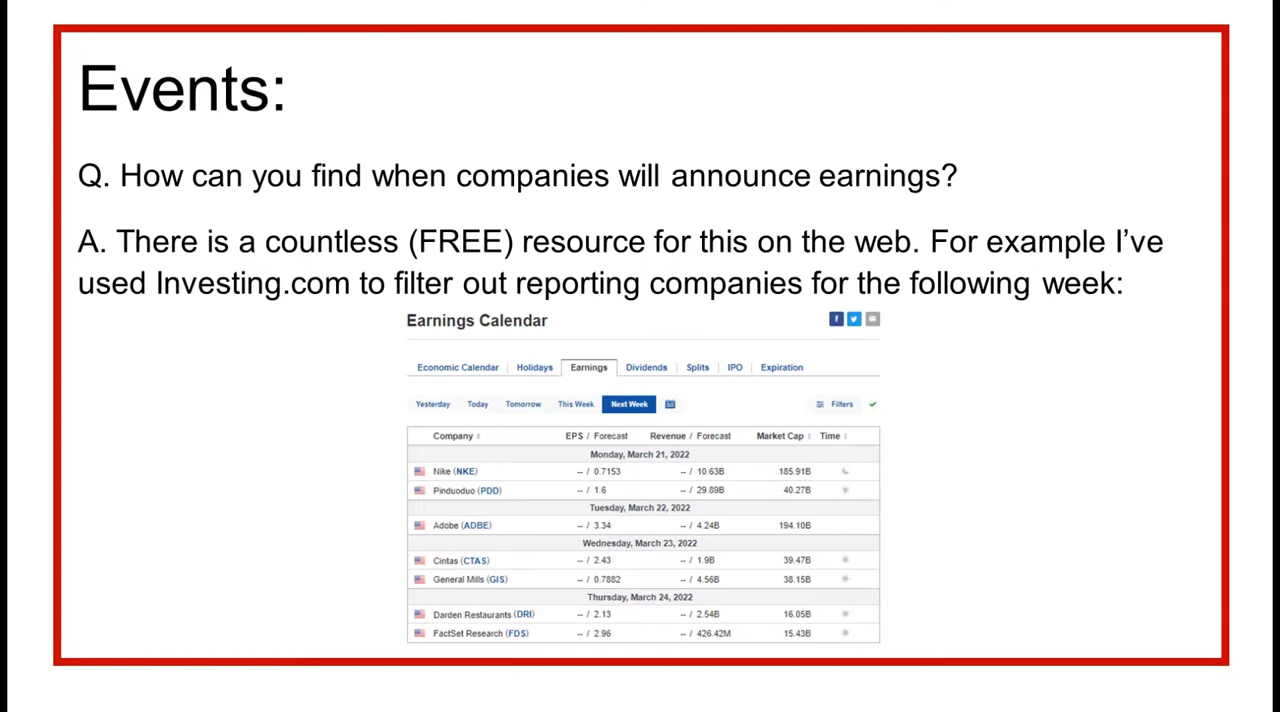 Events:
Q. How can you find when companies will announce earnings?
A. There is a countless (FREE) resource for this on the web. For example I've
used Investing.com to filter out reporting companies for the following week:
Earnings Calendar
Economic Calendar Holidays Earnings Dividends Splits IPO Expiration
Yesterday Today Tomorrow This Week Next Week Filters
Company EPS / Forecast Revenue / Forecast Market Cap Time
Monday, March 21, 2022
Nike (NKE) -- / 0.7153 -- / 10.63B 185.91B
Pinduoduo (PDD) -- / 1.6 -- / 29.89B 40.27B
Tuesday, March 22, 2022
Adobe (ADBE) -- / 3.34 -- / 4.24B 194.10B
Wednesday, March 23, 2022
Cintas (CTAS) -- / 2.43 -- / 1.9B 39.47B
General Mills (GIS) -- / 0.7882 -- / 4.56B 38.15B
Thursday, March 24, 2022
Darden Restaurants (DRI) -- / 2.13 -- / 2.54B 16.05B
FactSet Research (FDS) -- / 2.96 -- / 426.42M 15.43B